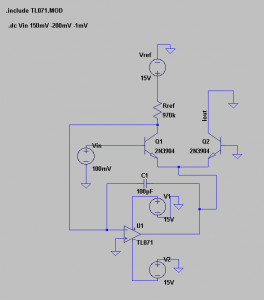 .include TL071.MOD
.dc Vin 150mV -200mV -1mV
Vref
15V
Rref
970k
Iout
Q1
2N3904
Q2
2N3904
Vin
100mV
C1
100pF
V1
15V
U1
TL071
V2
15V